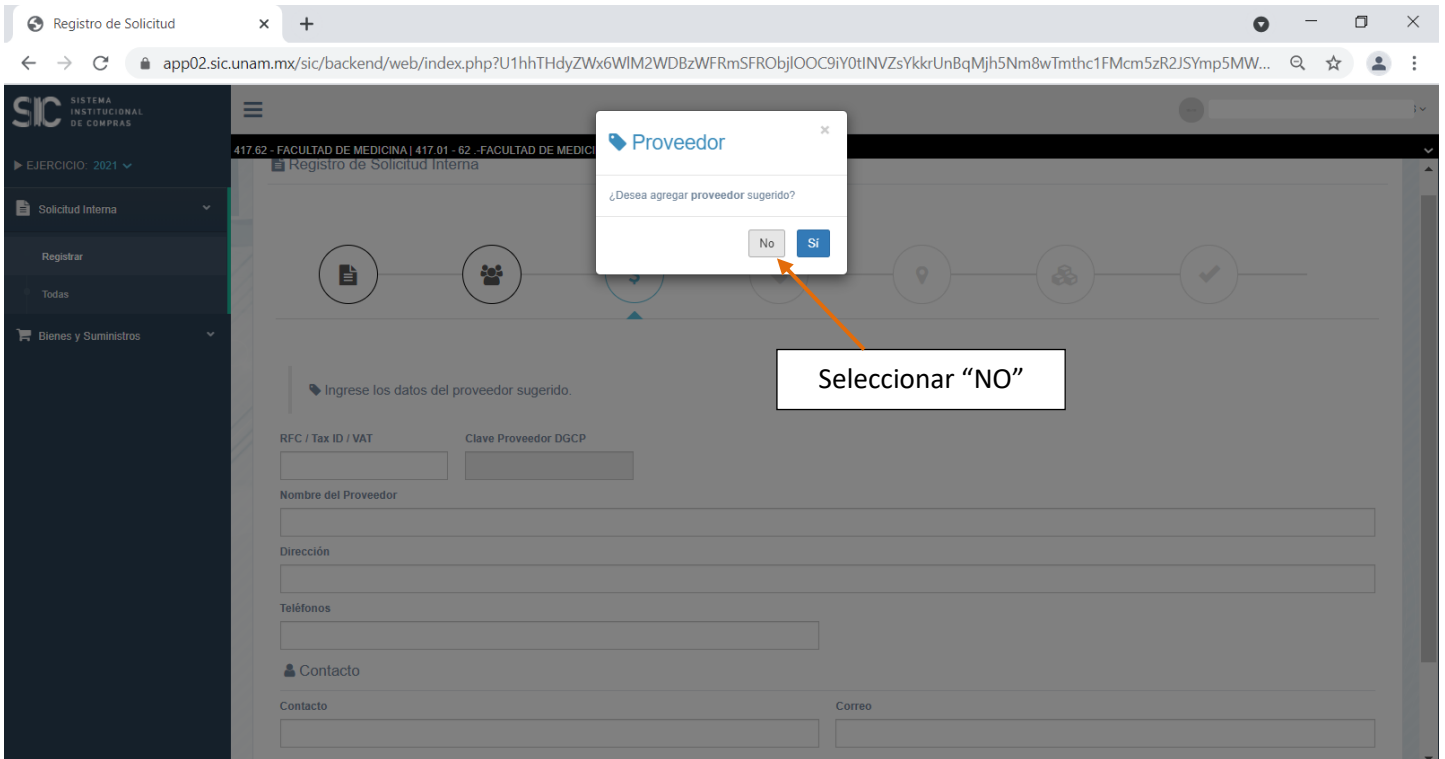 Registro de Solicitud
app02.sic.unam.mx/sic/backend/web/index.php?U1hhTHdyZWx6WlM2WDBzWFRmSFRObjlOOC9iY0tINVZsYkkrUnBqMjh5Nm8wTmthc1FMcm5zR2JSYmp5MW...
SIC SISTEMA
INSTITUCIONAL
DE COMPRAS
EJERCICIO: 2021
417.62 - FACULTAD DE MEDICINA | 417.01 - 62 .-FACULTAD DE MEDICI
Registro de Solicitud Interna
Solicitud Interna
Registrar
Todas
Bienes y Suministros
Proveedor
×
¿Desea agregar proveedor sugerido?
No
Sí
Seleccionar “NO”
Ingrese los datos del proveedor sugerido.
RFC / Tax ID / VAT
Clave Proveedor DGCP
Nombre del Proveedor
Dirección
Teléfonos
Contacto
Contacto
Correo